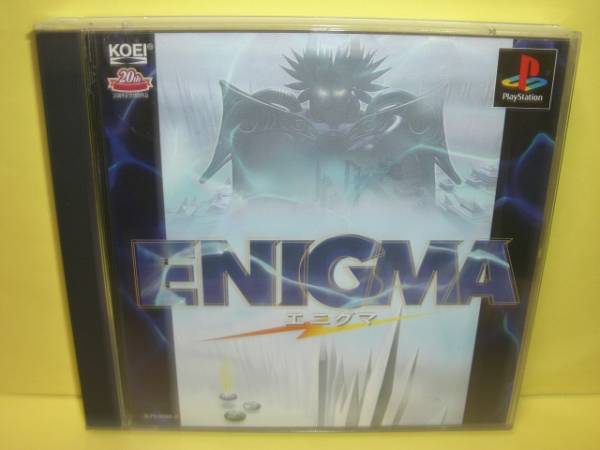 KOEI®
20th
PlayStation
ENIGMA
エニグマ